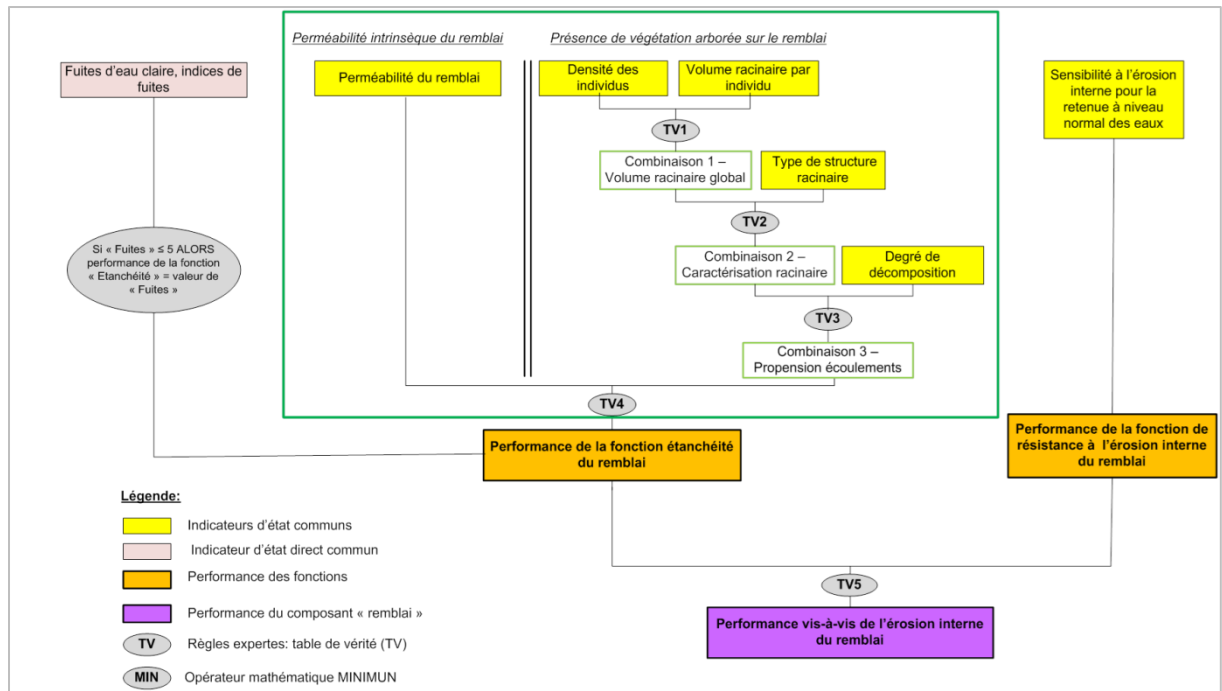 Perméabilité intrinsèque du remblai
Présence de végétation arborée sur le remblai
Fuites d'eau claire, indices de
fuites
Perméabilité du remblai
Densité des
individus
Volume racinaire par
individu
Sensibilité à l'érosion
interne pour la
retenue à niveau
normal des eaux
TV1
Combinaison 1 –
Volume racinaire global
Type de structure
racinaire
TV2
Si « Fuites » ≤ 5 ALORS
performance de la fonction
« Etanchéité » = valeur de
« Fuites »
Combinaison 2 –
Caractérisation racinaire
Degré de
décomposition
TV3
Combinaison 3 –
Propension écoulements
TV4
Performance de la fonction étanchéité
du remblai
Performance de la fonction de
résistance à l'érosion interne
du remblai
Légende:
Indicateurs d'état communs
Indicateur d'état direct commun
Performance des fonctions
Performance du composant « remblai »
TV
Règles expertes: table de vérité (TV)
MIN
Opérateur mathématique MINIMUN
TV5
Performance vis-à-vis de l'érosion interne
du remblai